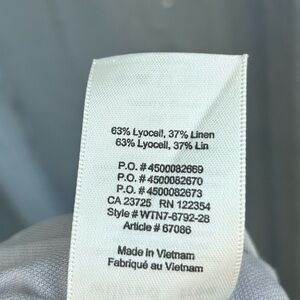 63% Lyocell, 37% Linen
63% Lyocell, 37% Lin
P.O. # 4500082669
P.O. # 4500082670
P.O. # 4500082673
CA 23725 RN 122354
Style # WTN7-8792-28
Article # 67086
Made in Vietnam
Fabriqué au Vietnam